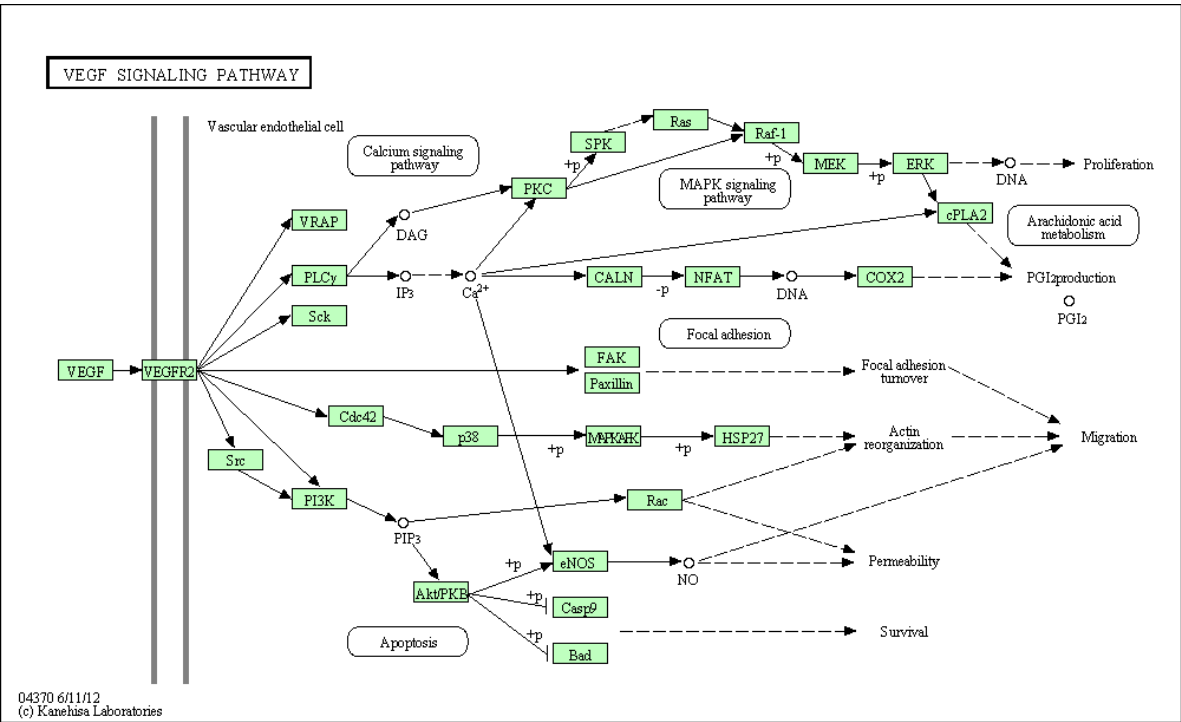 VEGF SIGNALING PATHWAY
Vascular endothelial cell
Calcium signaling
pathway
SPK
+p
Ras
Raf-1
+p
MEK
+p
ERK
DNA
Proliferation
PKC
MAPK signaling
pathway
cPLA2
Arachidonic acid
metabolism
VRAP
DAG
PLCγ
IP3
Ca2+
CALN
-p
NFAT
DNA
COX2
PGI2production
PGI2
Sck
Focal adhesion
VEGF
VEGFR2
FAK
Paxillin
Focal adhesion
turnover
Cdc42
p38
+p
MAPKAPK
+p
HSP27
Actin
reorganization
Migration
Src
PI3K
PIP3
Rac
+p
eNOS
NO
Permeability
Akt/PKB
+p
Casp9
+p
Bad
Survival
Apoptosis
04370 6/11/12
(c) Kanehisa Laboratories
+p